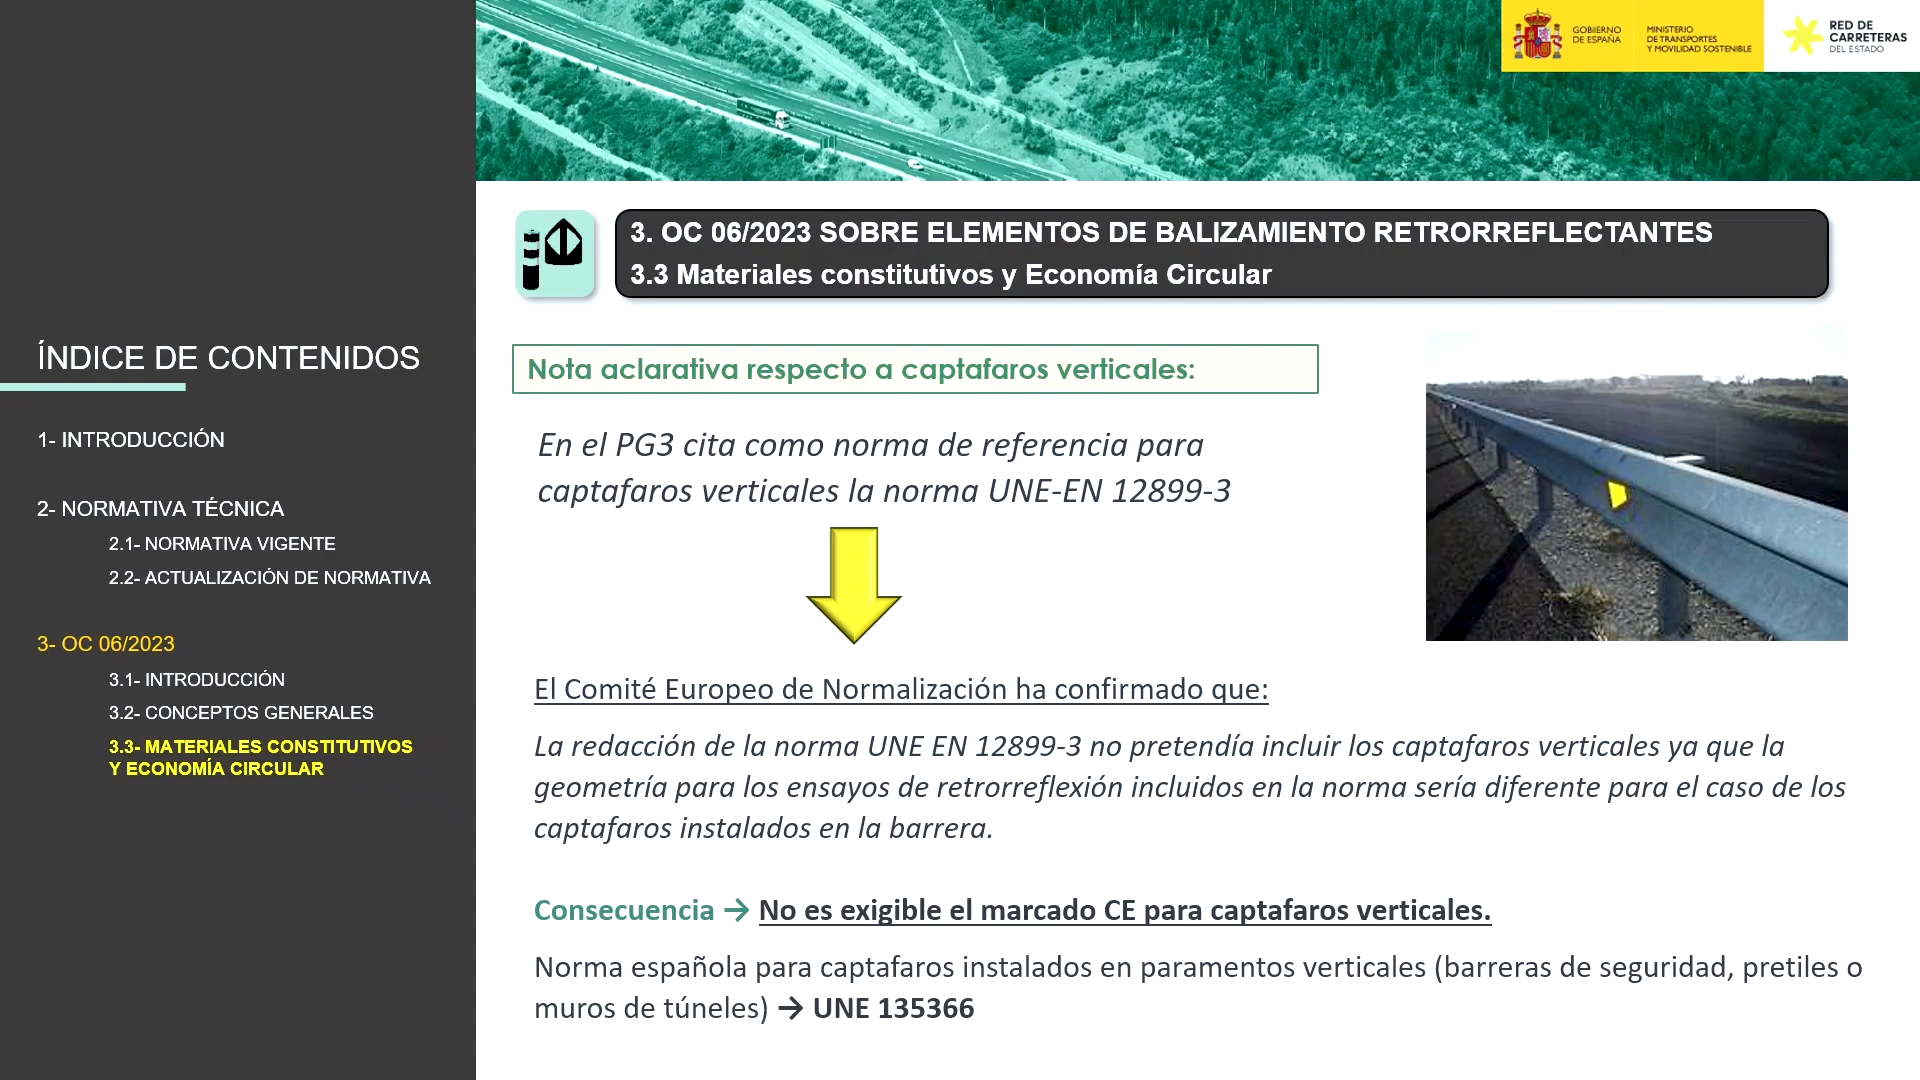 GOBIERNO
DE ESPAÑA
MINISTERIO
DE TRANSPORTES
Y MOVILIDAD SOSTENIBLE
RED DE
CARRETERAS
DEL ESTADO
3. OC 06/2023 SOBRE ELEMENTOS DE BALIZAMIENTO RETRORREFLECTANTES
3.3 Materiales constitutivos y Economía Circular
ÍNDICE DE CONTENIDOS
1- INTRODUCCIÓN
2- NORMATIVA TÉCNICA
2.1- NORMATIVA VIGENTE
2.2- ACTUALIZACIÓN DE NORMATIVA
3- OC 06/2023
3.1- INTRODUCCIÓN
3.2- CONCEPTOS GENERALES
3.3- MATERIALES CONSTITUTIVOS
Y ECONOMÍA CIRCULAR
Nota aclarativa respecto a captafaros verticales:
En el PG3 cita como norma de referencia para
captafaros verticales la norma UNE-EN 12899-3
El Comité Europeo de Normalización ha confirmado que:
La redacción de la norma UNE EN 12899-3 no pretendía incluir los captafaros verticales ya que la
geometría para los ensayos de retrorreflexión incluidos en la norma sería diferente para el caso de los
captafaros instalados en la barrera.
Consecuencia → No es exigible el marcado CE para captafaros verticales.
Norma española para captafaros instalados en paramentos verticales (barreras de seguridad, pretiles o
muros de túneles) → UNE 135366